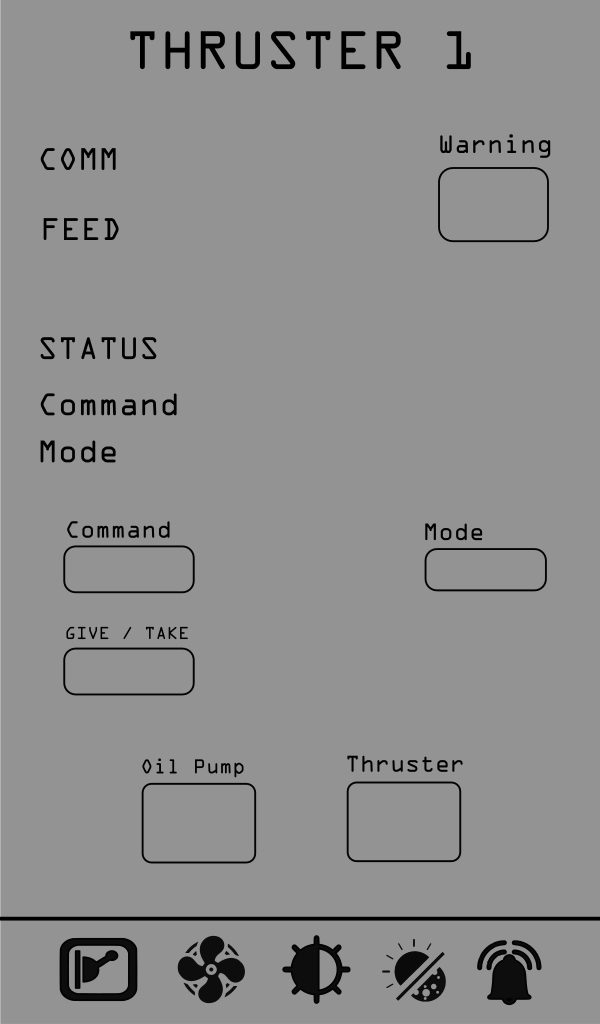 THRUSTER 1
Warning
COMM
FEED
STATUS
Command
Mode
Command
Mode
GIVE / TAKE
Oil Pump
Thruster